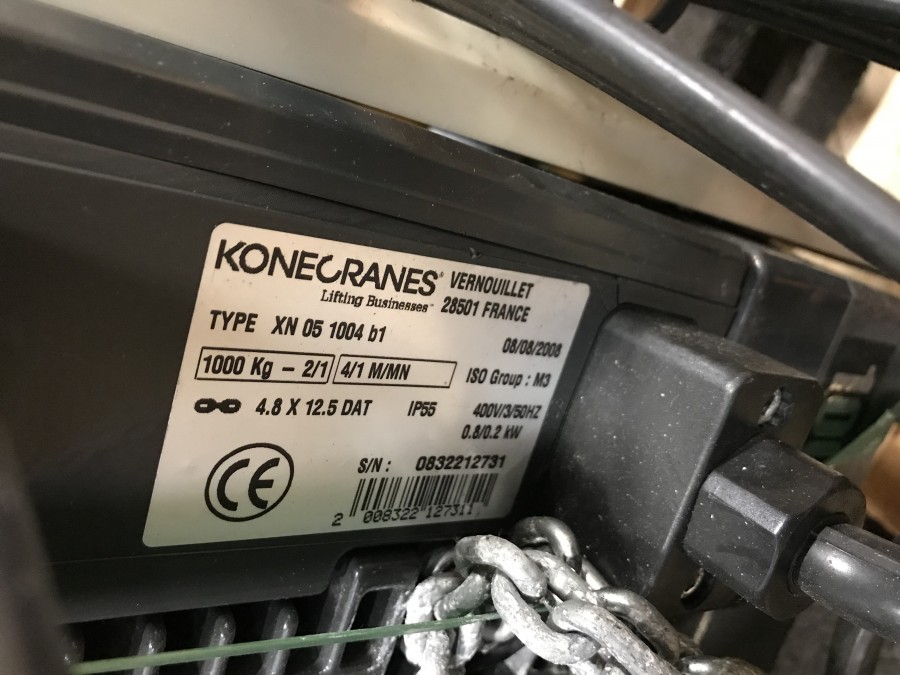 KONECRANES®
Lifting Businesses™
VERNOUILLET
28501 FRANCE
TYPE XN 05 1004 b1
08/08/2008
1000 Kg - 2/1 4/1 M/MN
ISO Group : M3
4.8 X 12.5 DAT IP55 400V/3/50HZ
0.8/0.2 kW
S/N : 0832212731
CE
2 008322 127311